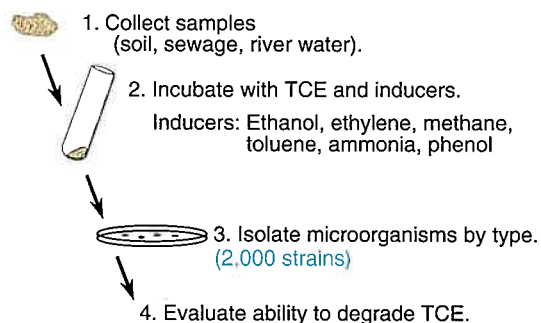 1. Collect samples
(soil, sewage, river water).
2. Incubate with TCE and inducers.
Inducers: Ethanol, ethylene, methane,
toluene, ammonia, phenol
3. Isolate microorganisms by type.
(2,000 strains)
4. Evaluate ability to degrade TCE.